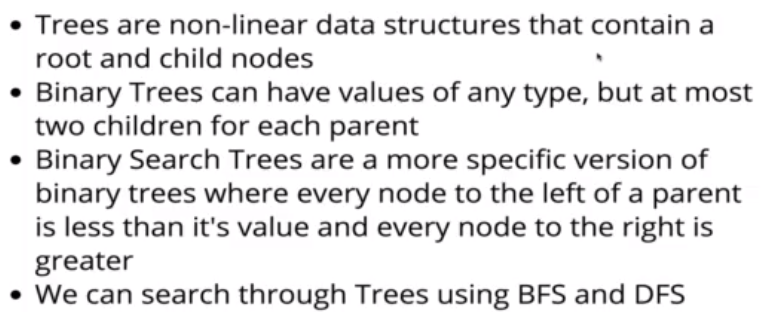 • Trees are non-linear data structures that contain a
root and child nodes
• Binary Trees can have values of any type, but at most
two children for each parent
• Binary Search Trees are a more specific version of
binary trees where every node to the left of a parent
is less than it's value and every node to the right is
greater
• We can search through Trees using BFS and DFS